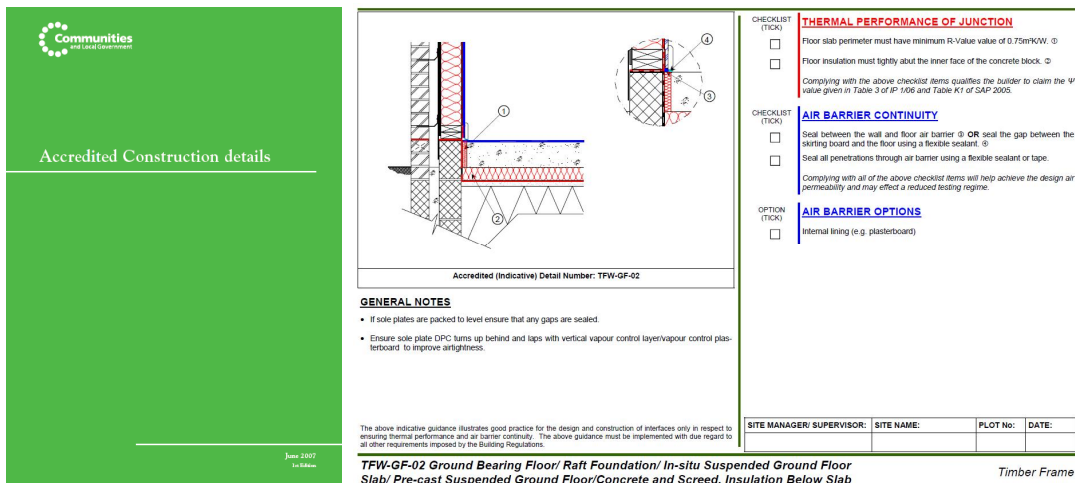 Communities
and Local Government
Accredited Construction details
June 2007
1st Edition
4
3
1
2
Accredited (Indicative) Detail Number: TFW-GF-02
GENERAL NOTES
• If sole plates are packed to level ensure that any gaps are sealed.
• Ensure sole plate DPC turns up behind and laps with vertical vapour control layer/vapour control plas-
terboard to improve airtightness.
The above indicative guidance illustrates good practice for the design and construction of interfaces only in respect to
ensuring thermal performance and air barrier continuity. The above guidance must be implemented with due regard to
all other requirements imposed by the Building Regulations.
TFW-GF-02 Ground Bearing Floor/ Raft Foundation/ In-situ Suspended Ground Floor
Slab/ Pre-cast Suspended Ground Floor/Concrete and Screed, Insulation Below Slab
CHECKLIST
(TICK)
THERMAL PERFORMANCE OF JUNCTION
Floor slab perimeter must have minimum R-Value value of 0.75m²K/W. ①
Floor insulation must tightly abut the inner face of the concrete block. ②
Complying with the above checklist items qualifies the builder to claim the Ψ
value given in Table 3 of IP 1/06 and Table K1 of SAP 2005.
CHECKLIST
(TICK)
AIR BARRIER CONTINUITY
Seal between the wall and floor air barrier ③ OR seal the gap between the
skirting board and the floor using a flexible sealant. ④
Seal all penetrations through air barrier using a flexible sealant or tape.
Complying with all of the above checklist items will help achieve the design air
permeability and may effect a reduced testing regime.
OPTION
(TICK)
AIR BARRIER OPTIONS
Internal lining (e.g. plasterboard)
SITE MANAGER/ SUPERVISOR: SITE NAME: PLOT No: DATE:
Timber Frame